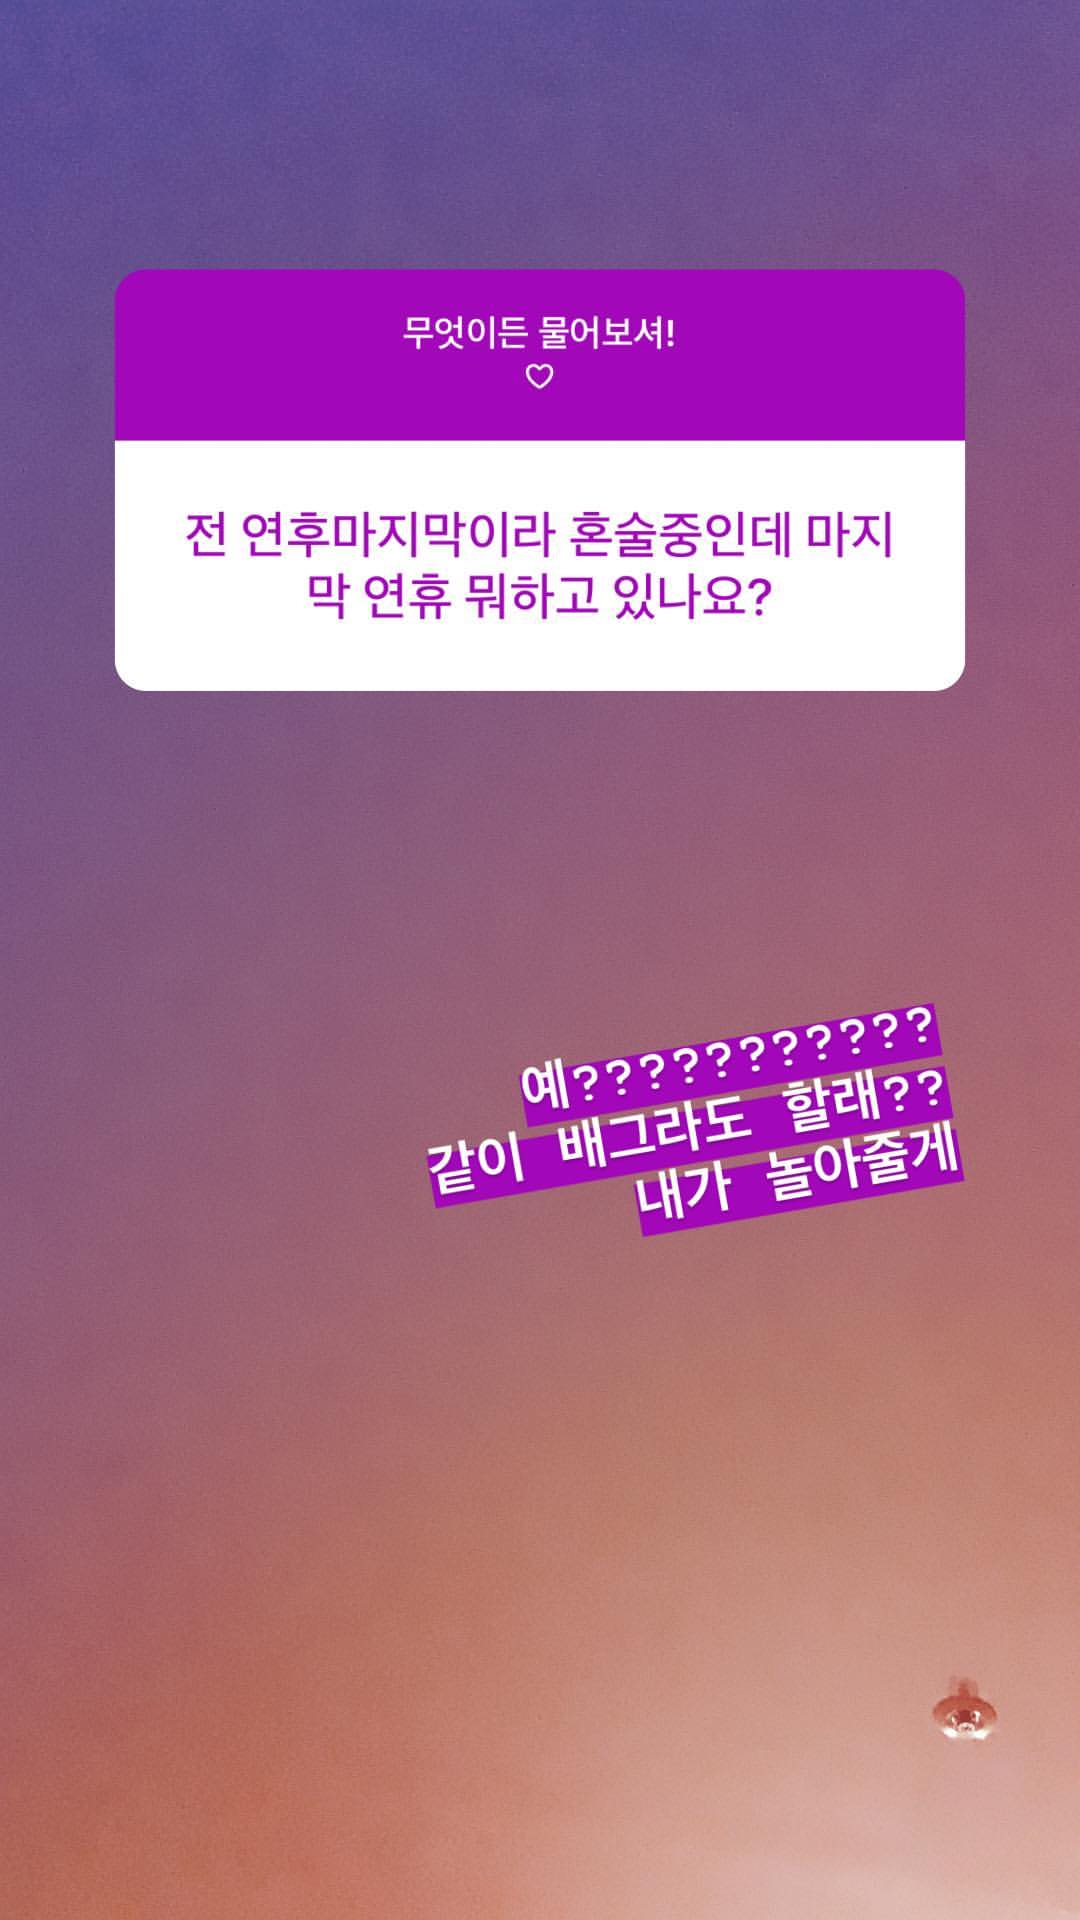 무엇이든 물어보셔!
♡
전 연후마지막이라 혼술중인데 마지
막 연휴 뭐하고 있나요?
예???????????
같이 배그라도 할래??
내가 놀아줄게